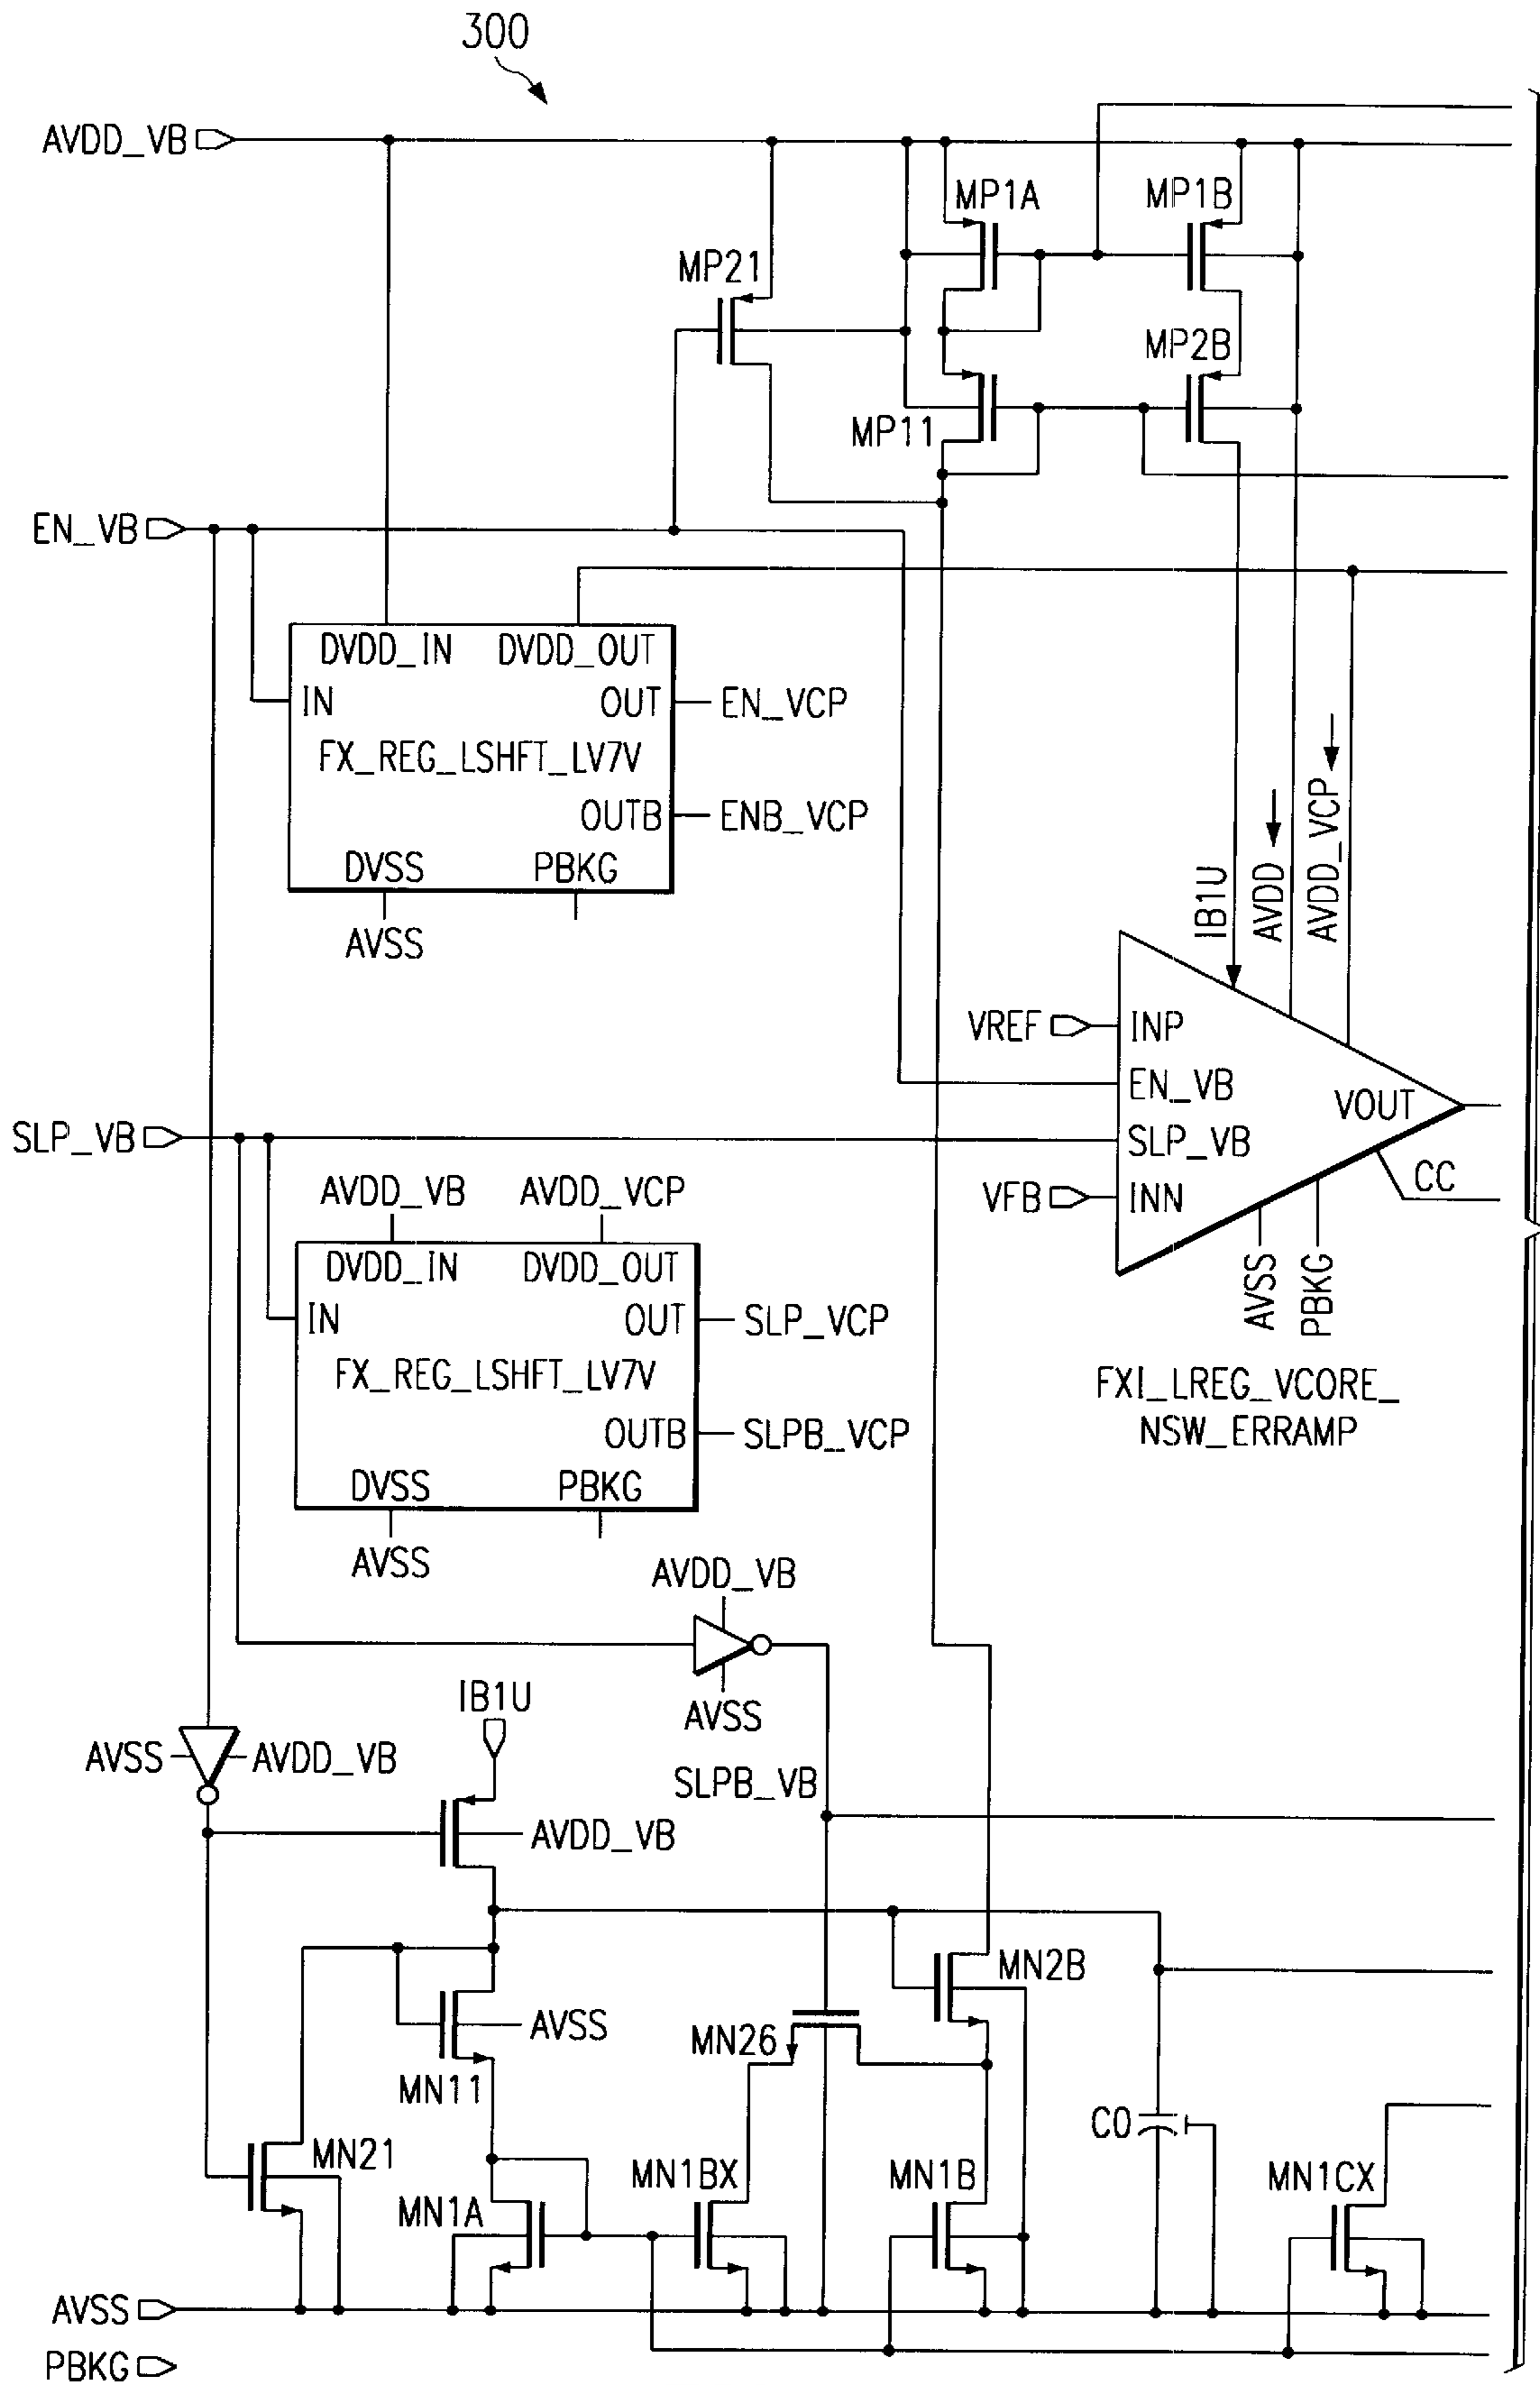 300
AVDD_VB
MP1A
MP1B
MP21
MP2B
MP11
EN_VB
DVDD_IN DVDD_OUT
IN OUT EN_VCP
FX_REG_LSHFT_LV7V
OUTB ENB_VCP
DVSS PBKG
AVSS
IB1U
AVDD
AVDD_VCP
VREF INP
EN_VB
VOUT
SLP_VB
SLP_VB
VFB INN
CC
AVSS
PBKG
FXI_LREG_VCORE_
NSW_ERRAMP
AVDD_VB AVDD_VCP
DVDD_IN DVDD_OUT
IN OUT SLP_VCP
FX_REG_LSHFT_LV7V
OUTB SLPB_VCP
DVSS PBKG
AVSS
AVDD_VB
AVSS
IB1U
AVSS AVDD_VB
SLPB_VB
AVDD_VB
MN2B
AVSS
MN26
MN11
C0
MN21
MN1A
MN1BX
MN1B
MN1CX
AVSS
PBKG